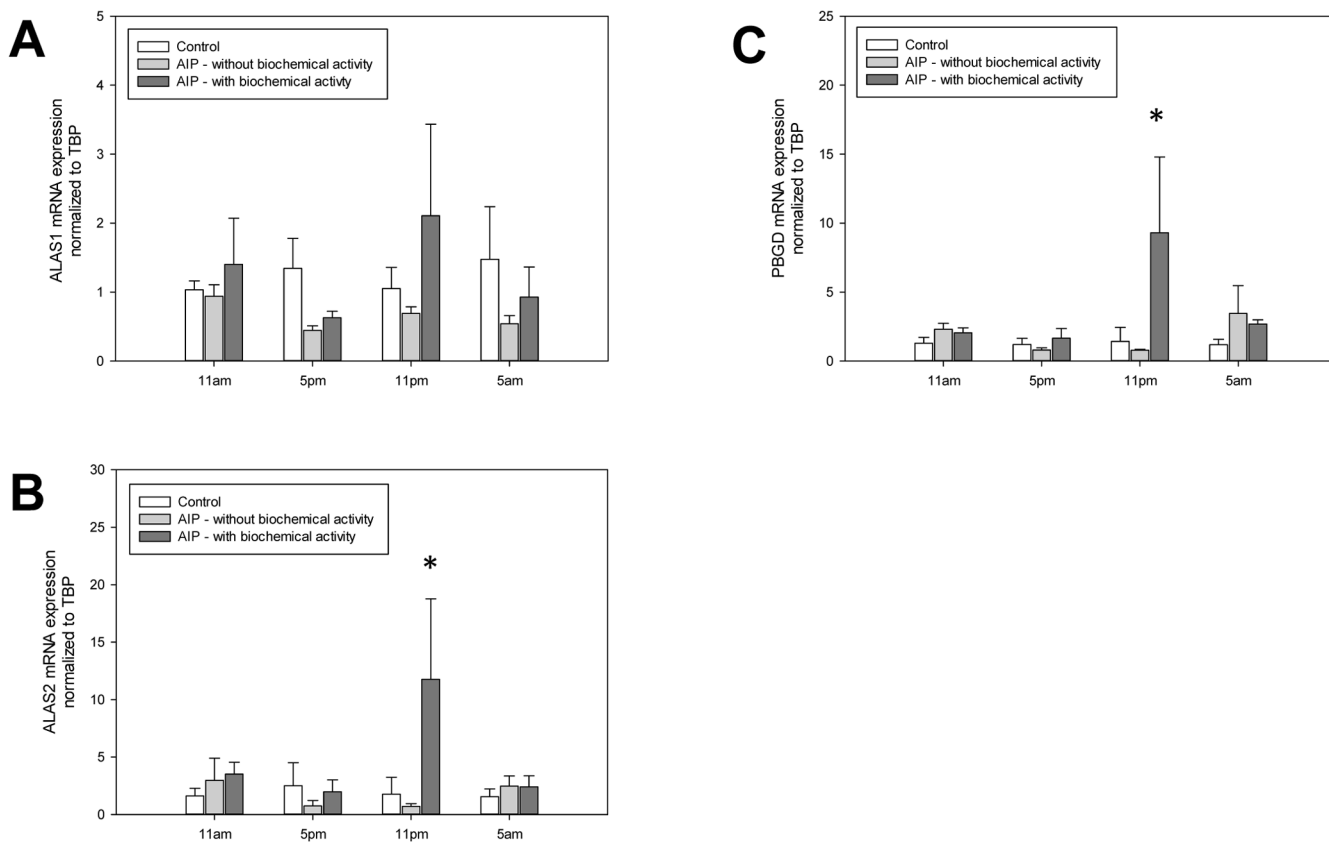 A
ALAS1 mRNA expression
normalized to TBP
5
4
3
2
1
0
Control
AIP - without biochemical activity
AIP - with biochemical activity
11am
5pm
11pm
5am
B
ALAS2 mRNA expression
normalized to TBP
30
25
20
15
10
5
0
Control
AIP - without biochemical activity
AIP - with biochemical activity
*
11am
5pm
11pm
5am
C
PBGD mRNA expression
normalized to TBP
25
20
15
10
5
0
Control
AIP - without biochemical activity
AIP - with biochemical activity
*
11am
5pm
11pm
5am